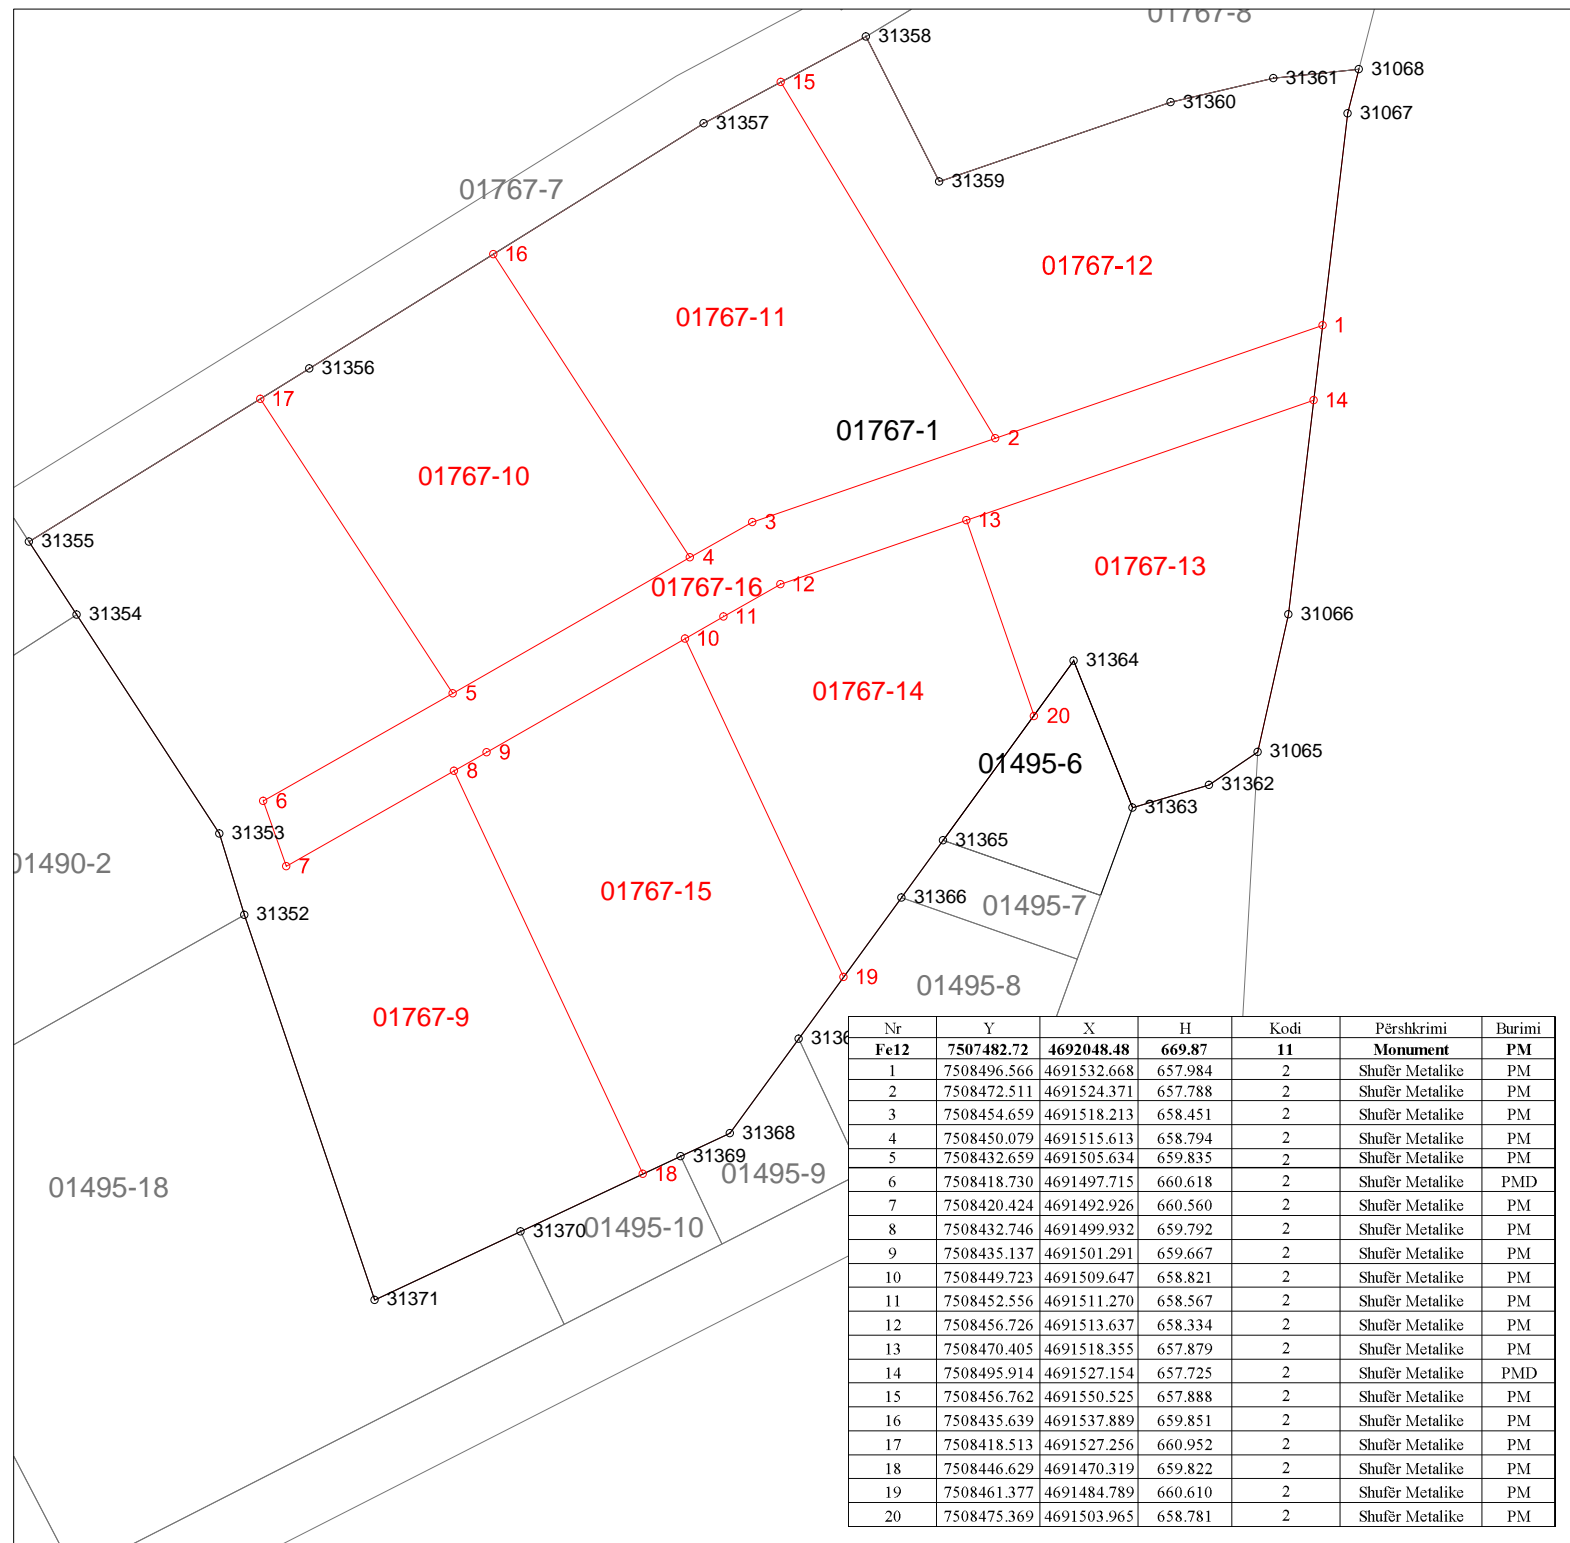 01767-8
31358
31068
31361
15
31360
31067
31357
31359
01767-7
16
01767-12
01767-11
1
31356
17
14
01767-1
2
01767-10
3
13
31355
4
01767-13
12
01767-16
31354
11
31066
10
31364
01767-14
5
20
9
31065
01495-6
8
31362
6
31363
31353
31365
7
01490-2
01767-15
31366
01495-7
31352
19
01495-8
01767-9
3136
31368
31369
18
01495-9
01495-18
31370
01495-10
31371
Nr Y X H Kodi Përshkrimi Burimi
Fe12 7507482.72 4692048.48 669.87 11 Monument PM
1 7508496.566 4691532.668 657.984 2 Shufër Metalike PM
2 7508472.511 4691524.371 657.788 2 Shufër Metalike PM
3 7508454.659 4691518.213 658.451 2 Shufër Metalike PM
4 7508450.079 4691515.613 658.794 2 Shufër Metalike PM
5 7508432.659 4691505.634 659.835 2 Shufër Metalike PM
6 7508418.730 4691497.715 660.618 2 Shufër Metalike PMD
7 7508420.424 4691492.926 660.560 2 Shufër Metalike PM
8 7508432.746 4691499.932 659.792 2 Shufër Metalike PM
9 7508435.137 4691501.291 659.667 2 Shufër Metalike PM
10 7508449.723 4691509.647 658.821 2 Shufër Metalike PM
11 7508452.556 4691511.270 658.567 2 Shufër Metalike PM
12 7508456.726 4691513.637 658.334 2 Shufër Metalike PM
13 7508470.405 4691518.355 657.879 2 Shufër Metalike PM
14 7508495.914 4691527.154 657.725 2 Shufër Metalike PMD
15 7508456.762 4691550.525 657.888 2 Shufër Metalike PM
16 7508435.639 4691537.889 659.851 2 Shufër Metalike PM
17 7508418.513 4691527.256 660.952 2 Shufër Metalike PM
18 7508446.629 4691470.319 659.822 2 Shufër Metalike PM
19 7508461.377 4691484.789 660.610 2 Shufër Metalike PM
20 7508475.369 4691503.965 658.781 2 Shufër Metalike PM